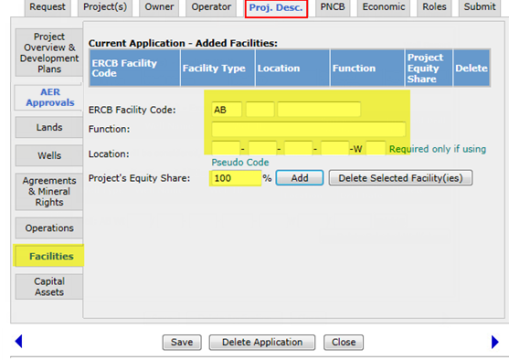 Request Project(s) Owner Operator Proj. Desc. PNCB Economic Roles Submit
Project
Overview &
Development
Plans
AER
Approvals
Lands
Wells
Agreements
& Mineral
Rights
Operations
Facilities
Capital
Assets
Current Application - Added Facilities:
ERCB Facility
Code
Facility Type
Location
Function
Project
Equity
Share
Delete
ERCB Facility Code: AB
Function:
Location: - - - -W Required only if using
Pseudo Code
Project's Equity Share: 100 % Add Delete Selected Facility(ies)
Save Delete Application Close